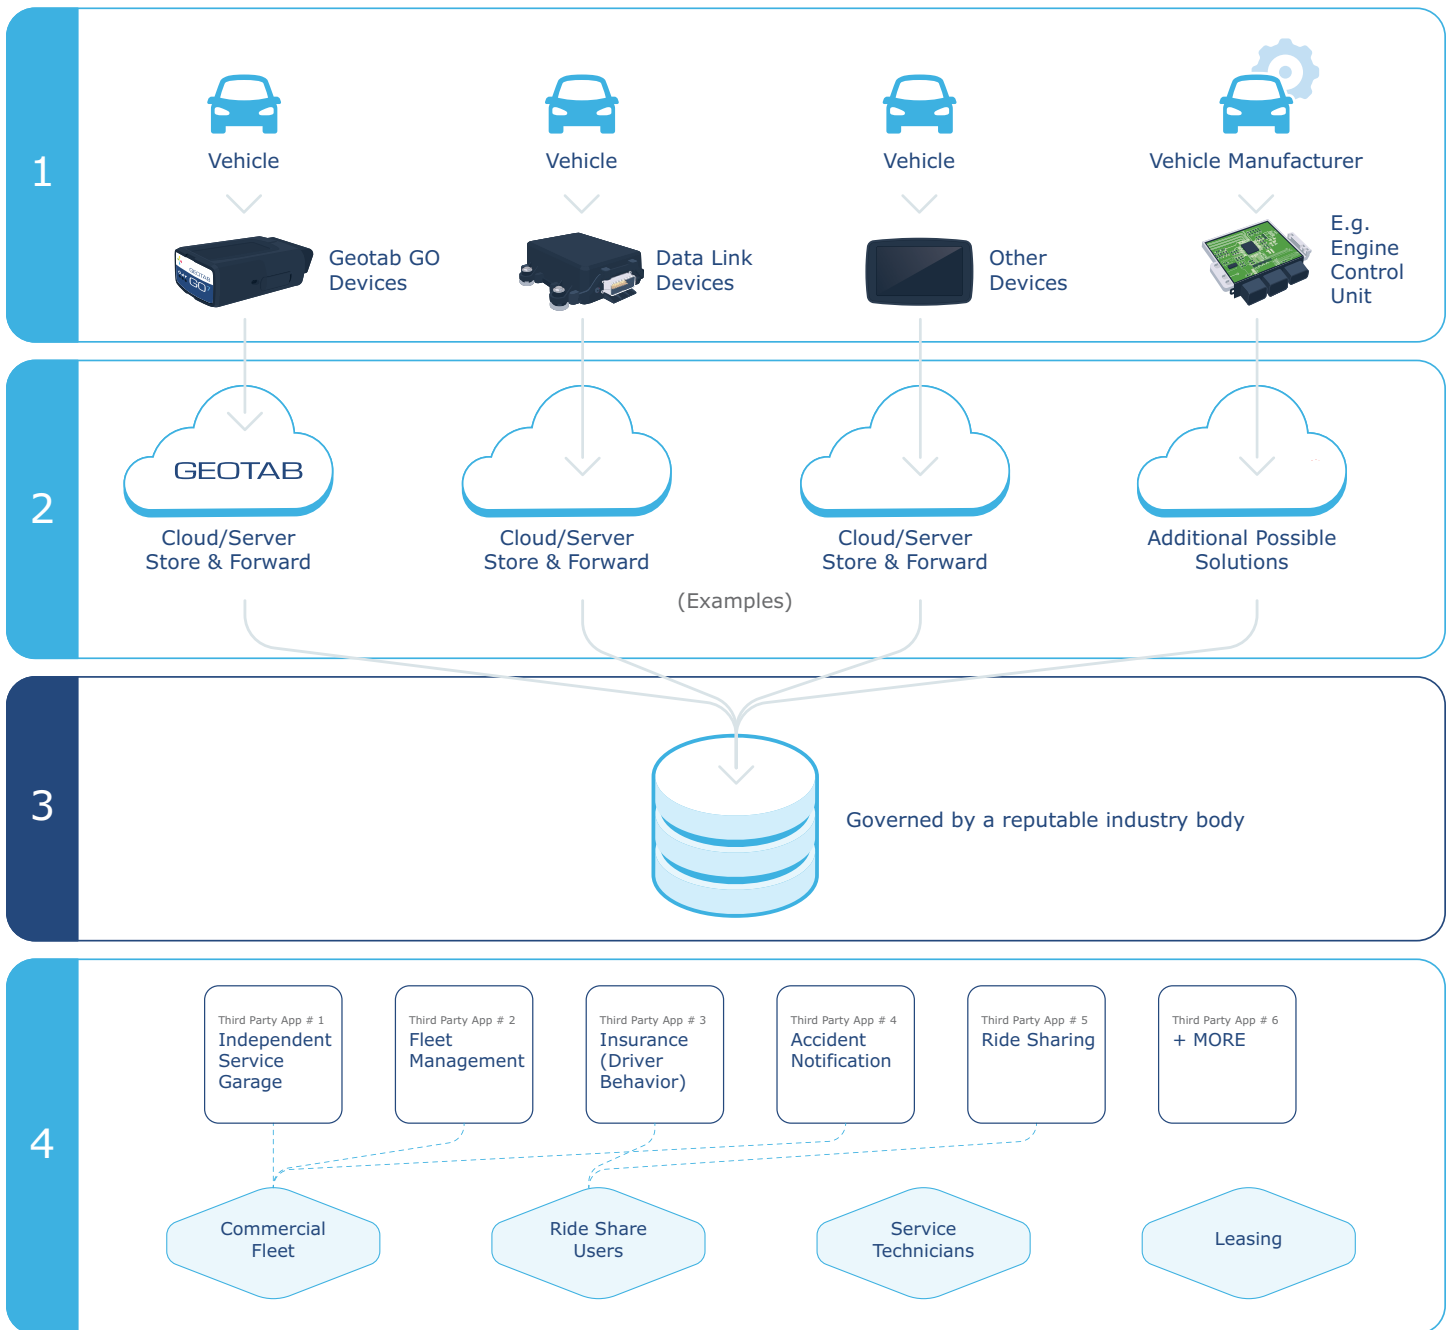 1
Vehicle
Vehicle
Vehicle
Vehicle Manufacturer
GEOTAB
GO7
Geotab GO
Devices
Data Link
Devices
Other
Devices
E.g.
Engine
Control
Unit
2
GEOTAB
Cloud/Server
Store & Forward
Cloud/Server
Store & Forward
Cloud/Server
Store & Forward
Additional Possible
Solutions
(Examples)
3
Governed by a reputable industry body
4
Third Party App # 1
Independent
Service
Garage
Third Party App # 2
Fleet
Management
Third Party App # 3
Insurance
(Driver
Behavior)
Third Party App # 4
Accident
Notification
Third Party App # 5
Ride Sharing
Third Party App # 6
+ MORE
Commercial
Fleet
Ride Share
Users
Service
Technicians
Leasing